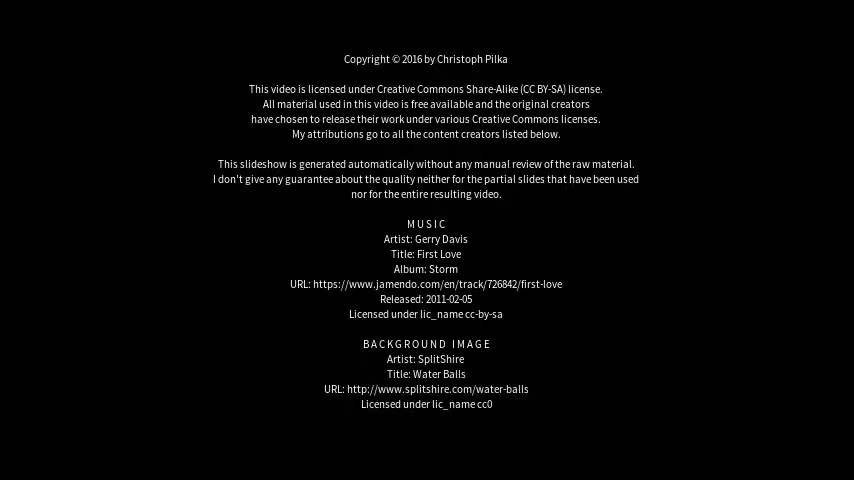 Copyright © 2016 by Christoph Pilka
This video is licensed under Creative Commons Share-Alike (CC BY-SA) license.
All material used in this video is free available and the original creators
have chosen to release their work under various Creative Commons licenses.
My attributions go to all the content creators listed below.
This slideshow is generated automatically without any manual review of the raw material.
I don't give any guarantee about the quality neither for the partial slides that have been used
nor for the entire resulting video.
MUSIC
Artist: Gerry Davis
Title: First Love
Album: Storm
URL: https://www.jamendo.com/en/track/726842/first-love
Released: 2011-02-05
Licensed under lic_name cc-by-sa
BACKGROUND IMAGE
Artist: SplitShire
Title: Water Balls
URL: http://www.splitshire.com/water-balls
Licensed under lic_name cc0